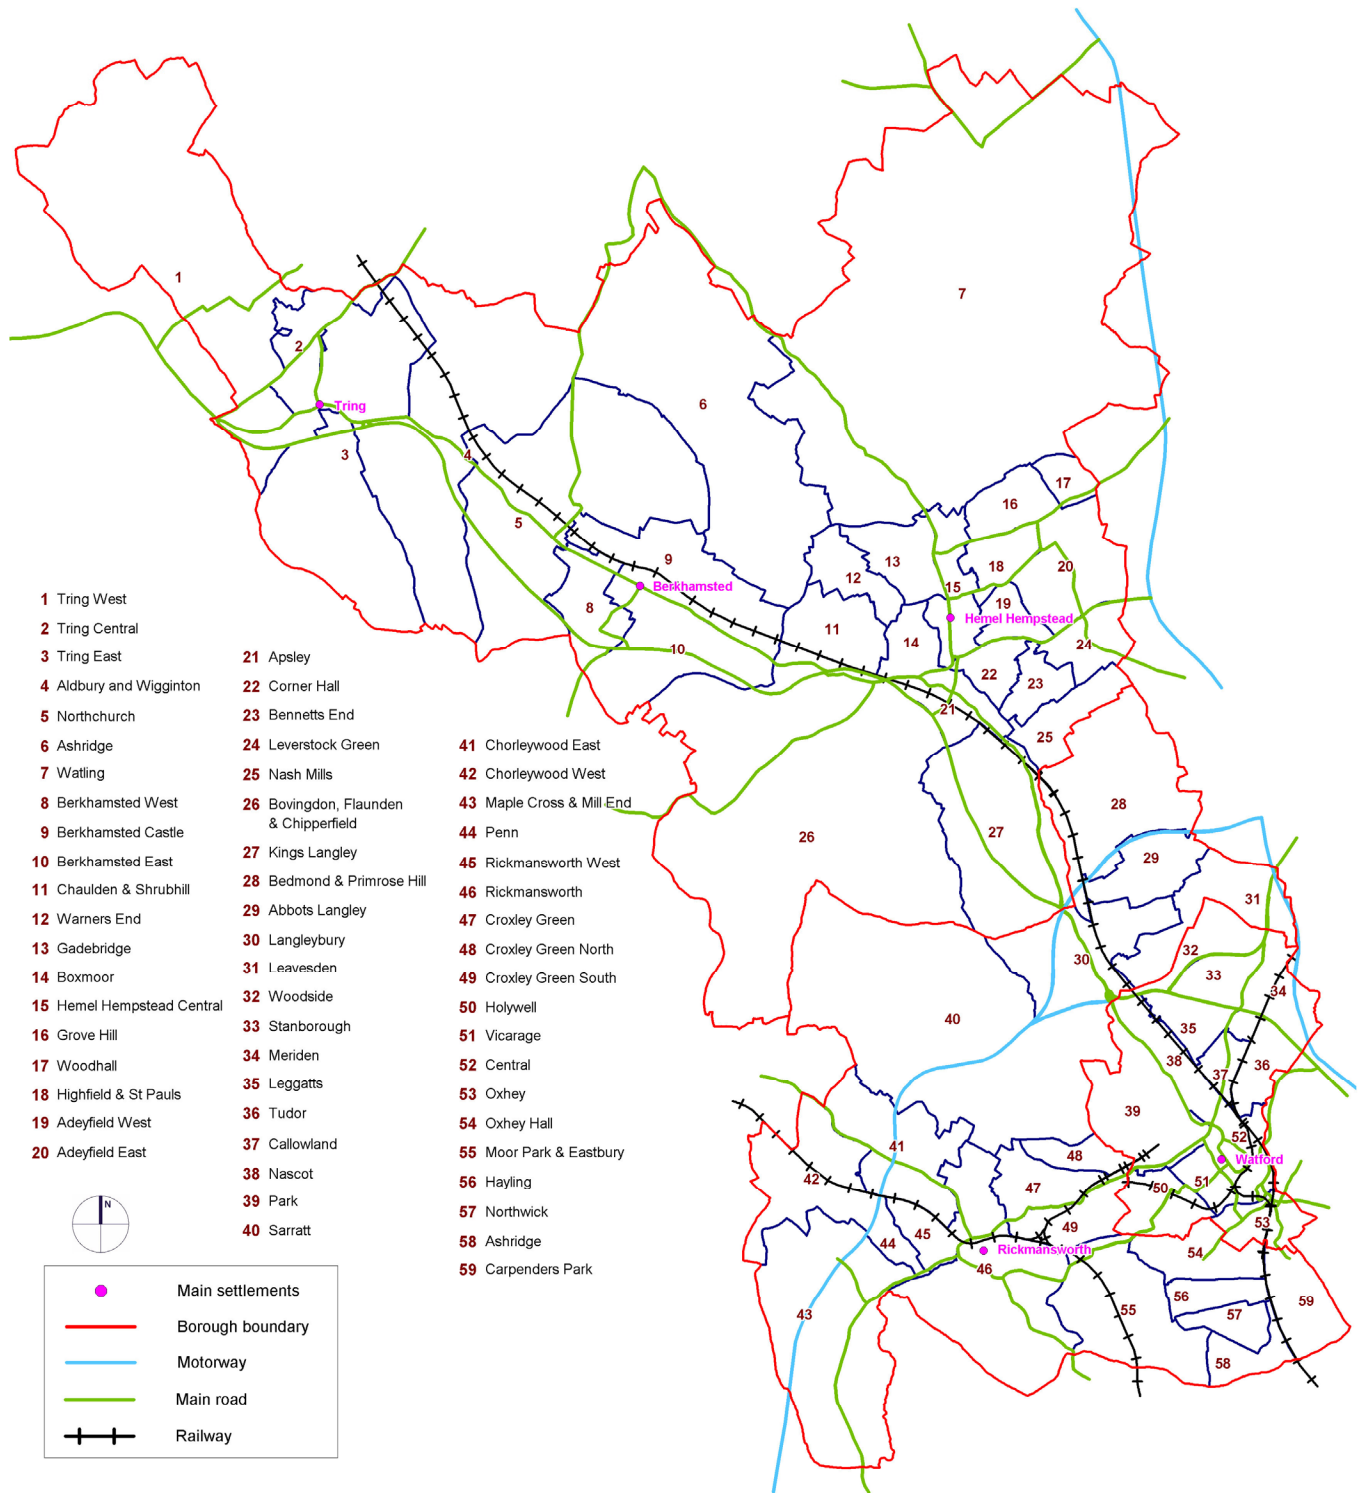 1 Tring West
2 Tring Central
3 Tring East
4 Aldbury and Wigginton
5 Northchurch
6 Ashridge
7 Watling
8 Berkhamsted West
9 Berkhamsted Castle
10 Berkhamsted East
11 Chaulden & Shrubhill
12 Warners End
13 Gadebridge
14 Boxmoor
15 Hemel Hempstead Central
16 Grove Hill
17 Woodhall
18 Highfield & St Pauls
19 Adeyfield West
20 Adeyfield East
21 Apsley
22 Corner Hall
23 Bennetts End
24 Leverstock Green
25 Nash Mills
26 Bovingdon, Flaunden
& Chipperfield
27 Kings Langley
28 Bedmond & Primrose Hill
29 Abbots Langley
30 Langleybury
31 Leavesden
32 Woodside
33 Stanborough
34 Meriden
35 Leggatts
36 Tudor
37 Callowland
38 Nascot
39 Park
40 Sarratt
41 Chorleywood East
42 Chorleywood West
43 Maple Cross & Mill End
44 Penn
45 Rickmansworth West
46 Rickmansworth
47 Croxley Green
48 Croxley Green North
49 Croxley Green South
50 Holywell
51 Vicarage
52 Central
53 Oxhey
54 Oxhey Hall
55 Moor Park & Eastbury
56 Hayling
57 Northwick
58 Ashridge
59 Carpenders Park
N
Main settlements
Borough boundary
Motorway
Main road
Railway
1
7
2
6
Tring
3
4
17
16
5
9
13
18
20
12
15
Berkhamsted
8
19
Hemel Hempstead
11
14
24
10
22
23
21
25
28
26
27
29
31
32
30
33
34
40
35
38
37
36
39
52
41
48
Watford
42
47
50
51
49
53
45
44
Rickmansworth
54
46
56
59
43
55
57
58